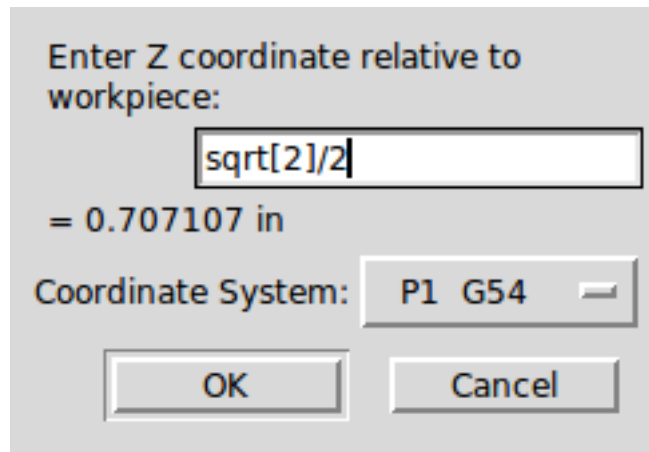 Enter Z coordinate relative to
workpiece:
sqrt[2]/2
= 0.707107 in
Coordinate System: P1 G54
OK Cancel